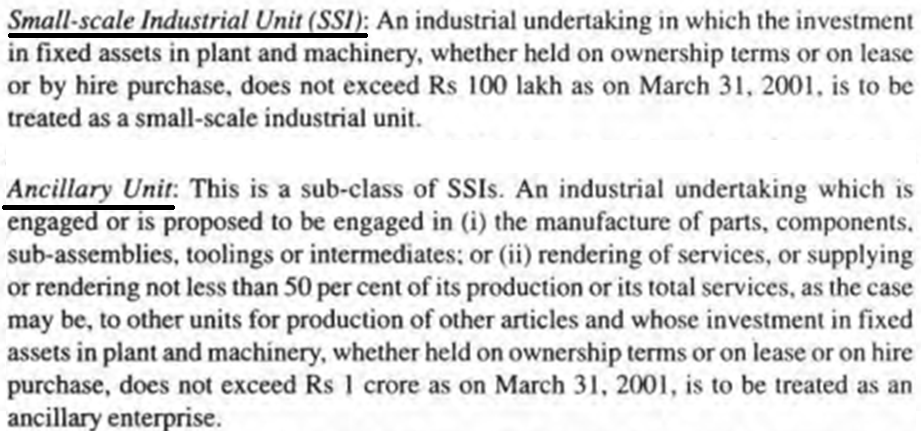 Small-scale Industrial Unit (SSI): An industrial undertaking in which the investment
in fixed assets in plant and machinery, whether held on ownership terms or on lease
or by hire purchase, does not exceed Rs 100 lakh as on March 31, 2001, is to be
treated as a small-scale industrial unit.
Ancillary Unit: This is a sub-class of SSIs. An industrial undertaking which is
engaged or is proposed to be engaged in (i) the manufacture of parts, components,
sub-assemblies, toolings or intermediates; or (ii) rendering of services, or supplying
or rendering not less than 50 per cent of its production or its total services, as the case
may be, to other units for production of other articles and whose investment in fixed
assets in plant and machinery, whether held on ownership terms or on lease or on hire
purchase, does not exceed Rs 1 crore as on March 31, 2001, is to be treated as an
ancillary enterprise.